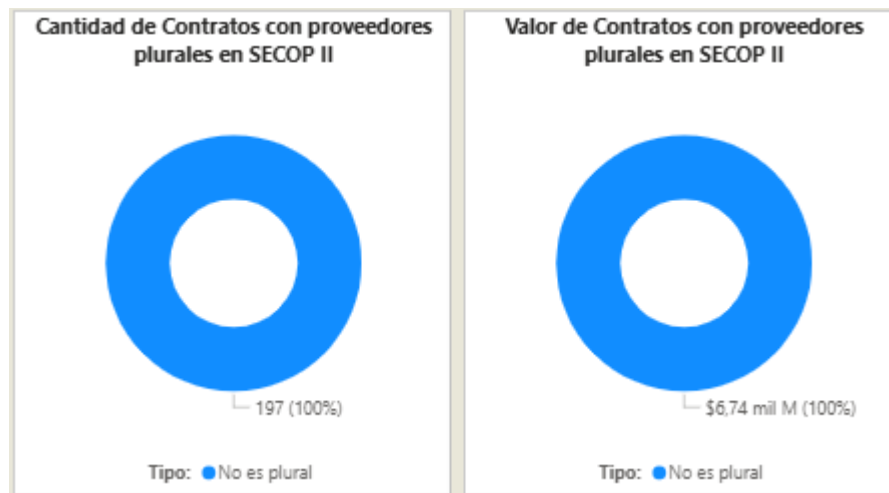 Cantidad de Contratos con proveedores
plurales en SECOP II
197 (100%)
Tipo: No es plural
Valor de Contratos con proveedores
plurales en SECOP II
$6,74 mil M (100%)
Tipo: No es plural